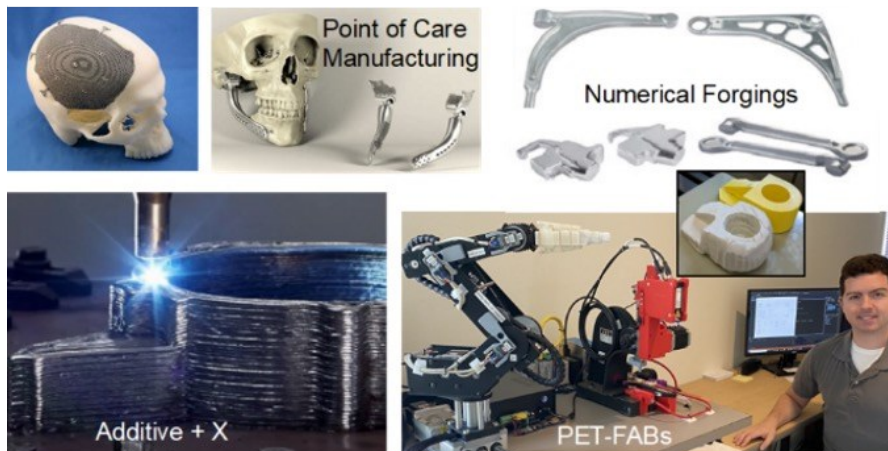 Point of Care
Manufacturing
Numerical Forgings
Additive + X
PET-FABs